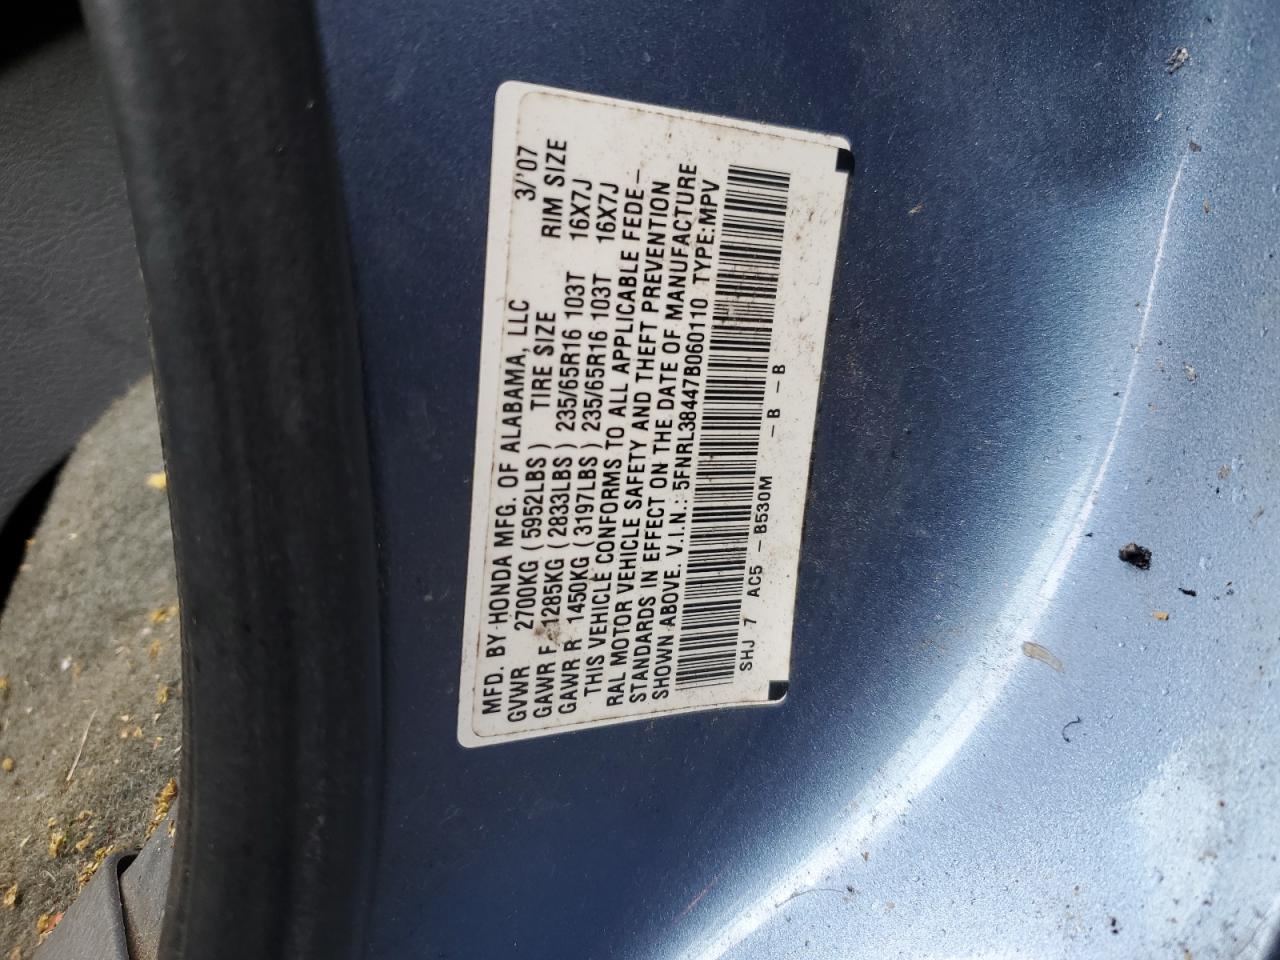 MFD. BY HONDA MFG. OF ALABAMA, LLC 3/'07
GVWR 2700KG (5952LBS) TIRE SIZE RIM SIZE
GAWR F 1285KG (2833LBS) 235/65R16 103T 16X7J
GAWR R 1450KG (3197LBS) 235/65R16 103T 16X7J
THIS VEHICLE CONFORMS TO ALL APPLICABLE FEDE-
RAL MOTOR VEHICLE SAFETY AND THEFT PREVENTION
STANDARDS IN EFFECT ON THE DATE OF MANUFACTURE
SHOWN ABOVE. V.I.N.: 5FNRL38447B060110 TYPE:MPV
SHJ 7 AC5 - B530M - B - B